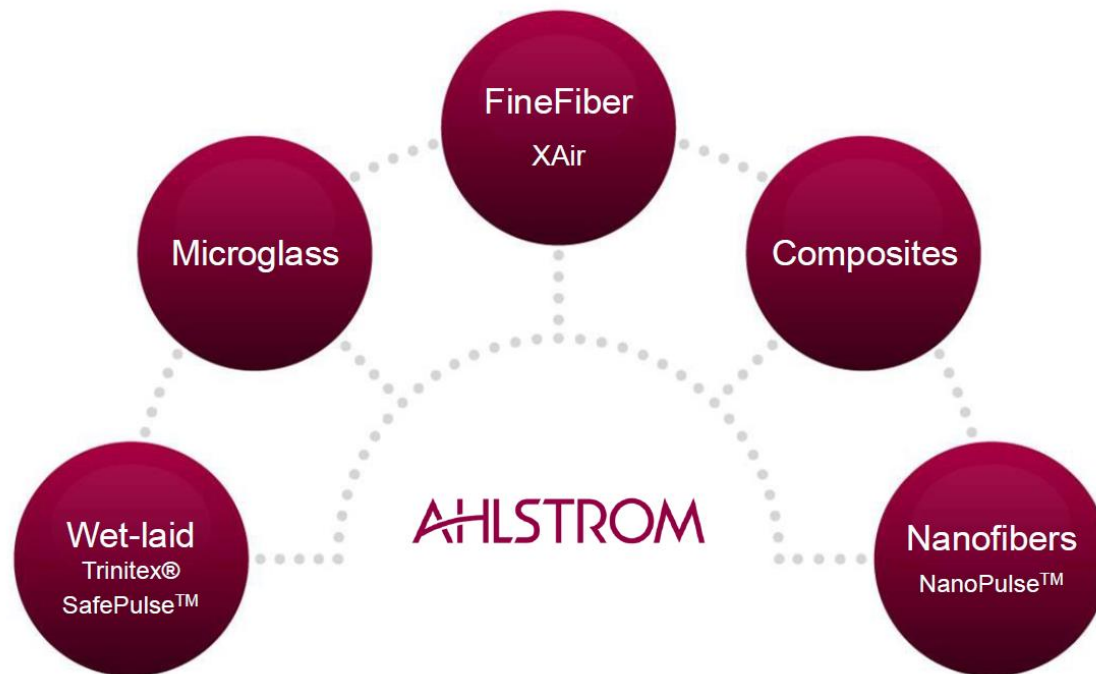 FineFiber
XAir
Microglass
Composites
AHLSTROM
Wet-laid
Trinitex®
SafePulse™
Nanofibers
NanoPulse™